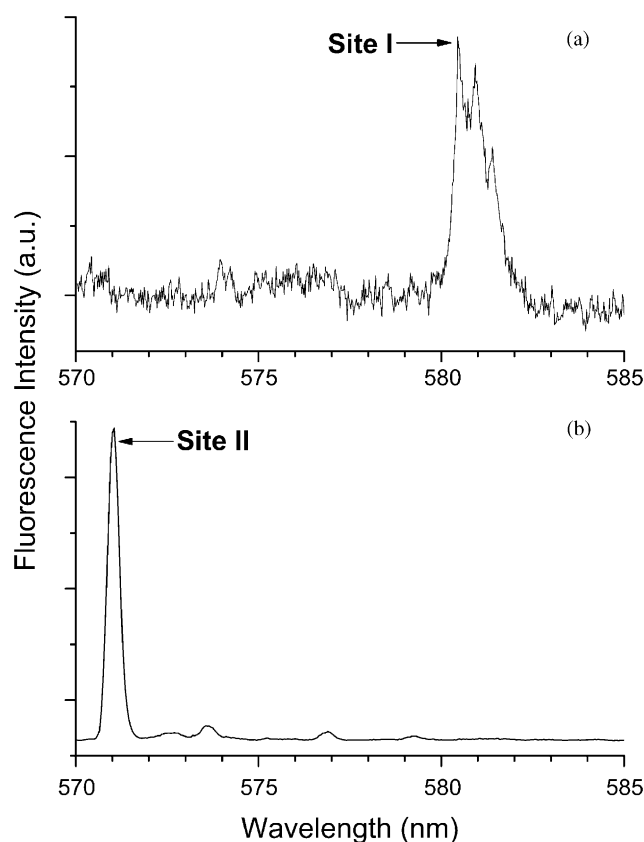 Site I
(a)
570
575
580
585
Fluorescence Intensity (a.u.)
Site II
(b)
570
575
580
585
Wavelength (nm)